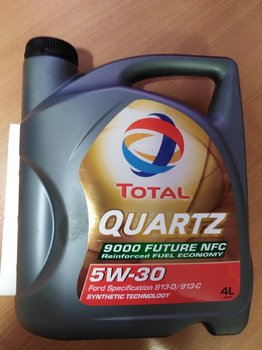 TOTAL
QUARTZ
9000 FUTURE NFC
Reinforced FUEL ECONOMY
5W-30
Ford Specification 913-D/913-C
SYNTHETIC TECHNOLOGY
4L